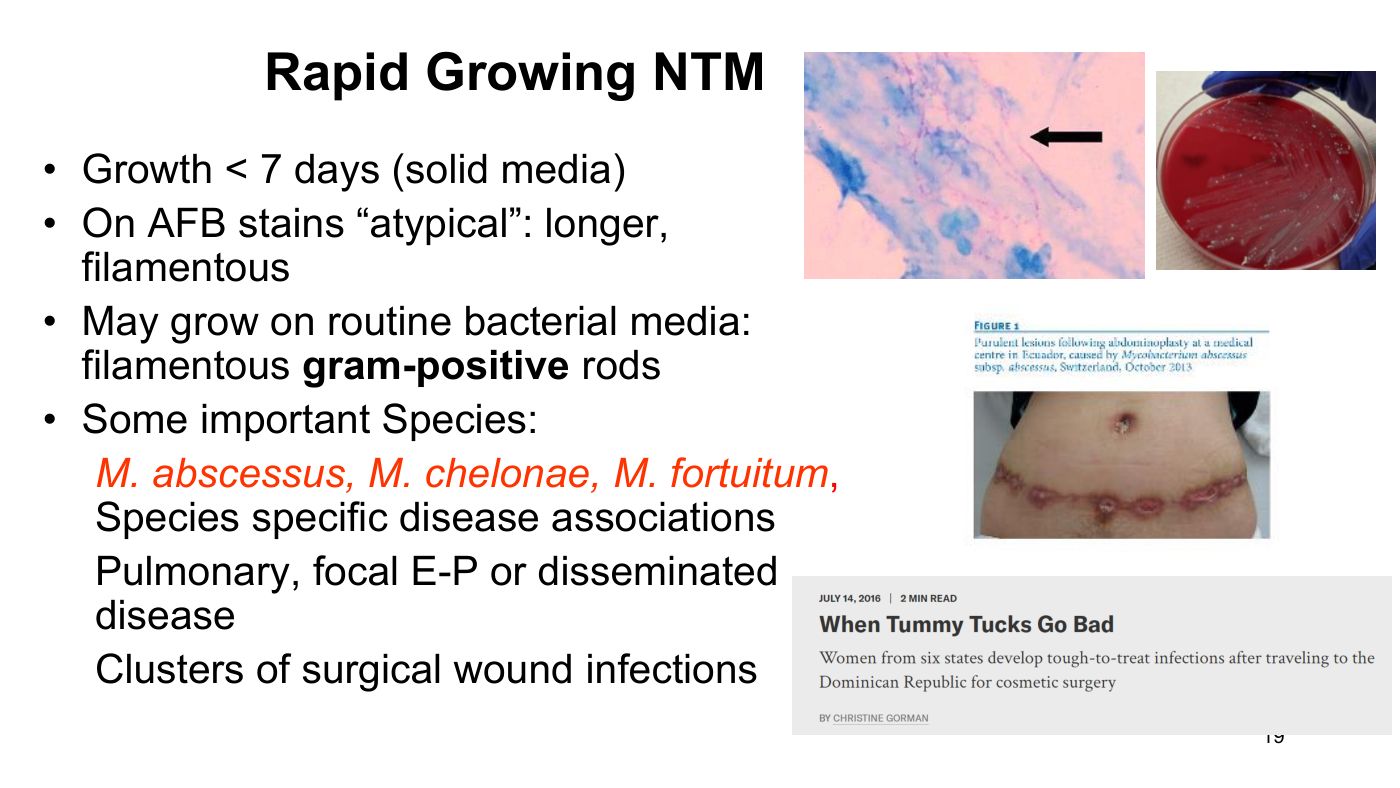 Rapid Growing NTM
• Growth < 7 days (solid media)
• On AFB stains “atypical”: longer,
filamentous
• May grow on routine bacterial media:
filamentous gram-positive rods
• Some important Species:
M. abscessus, M. chelonae, M. fortuitum,
Species specific disease associations
Pulmonary, focal E-P or disseminated
disease
Clusters of surgical wound infections
FIGURE 1
Purulent lesions following abdominoplasty at a medical
centre in Ecuador, caused by Mycobacterium abscessus
subsp. abscessus, Switzerland, October 2013
JULY 14, 2016 | 2 MIN READ
When Tummy Tucks Go Bad
Women from six states develop tough-to-treat infections after traveling to the
Dominican Republic for cosmetic surgery
BY CHRISTINE GORMAN
19